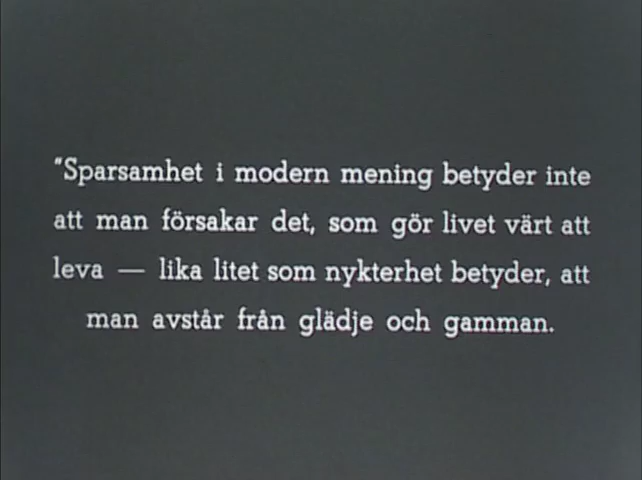 "Sparsamhet i modern mening betyder inte
att man försakar det, som gör livet värt att
leva — lika litet som nykterhet betyder, att
man avstår från glädje och gamman.